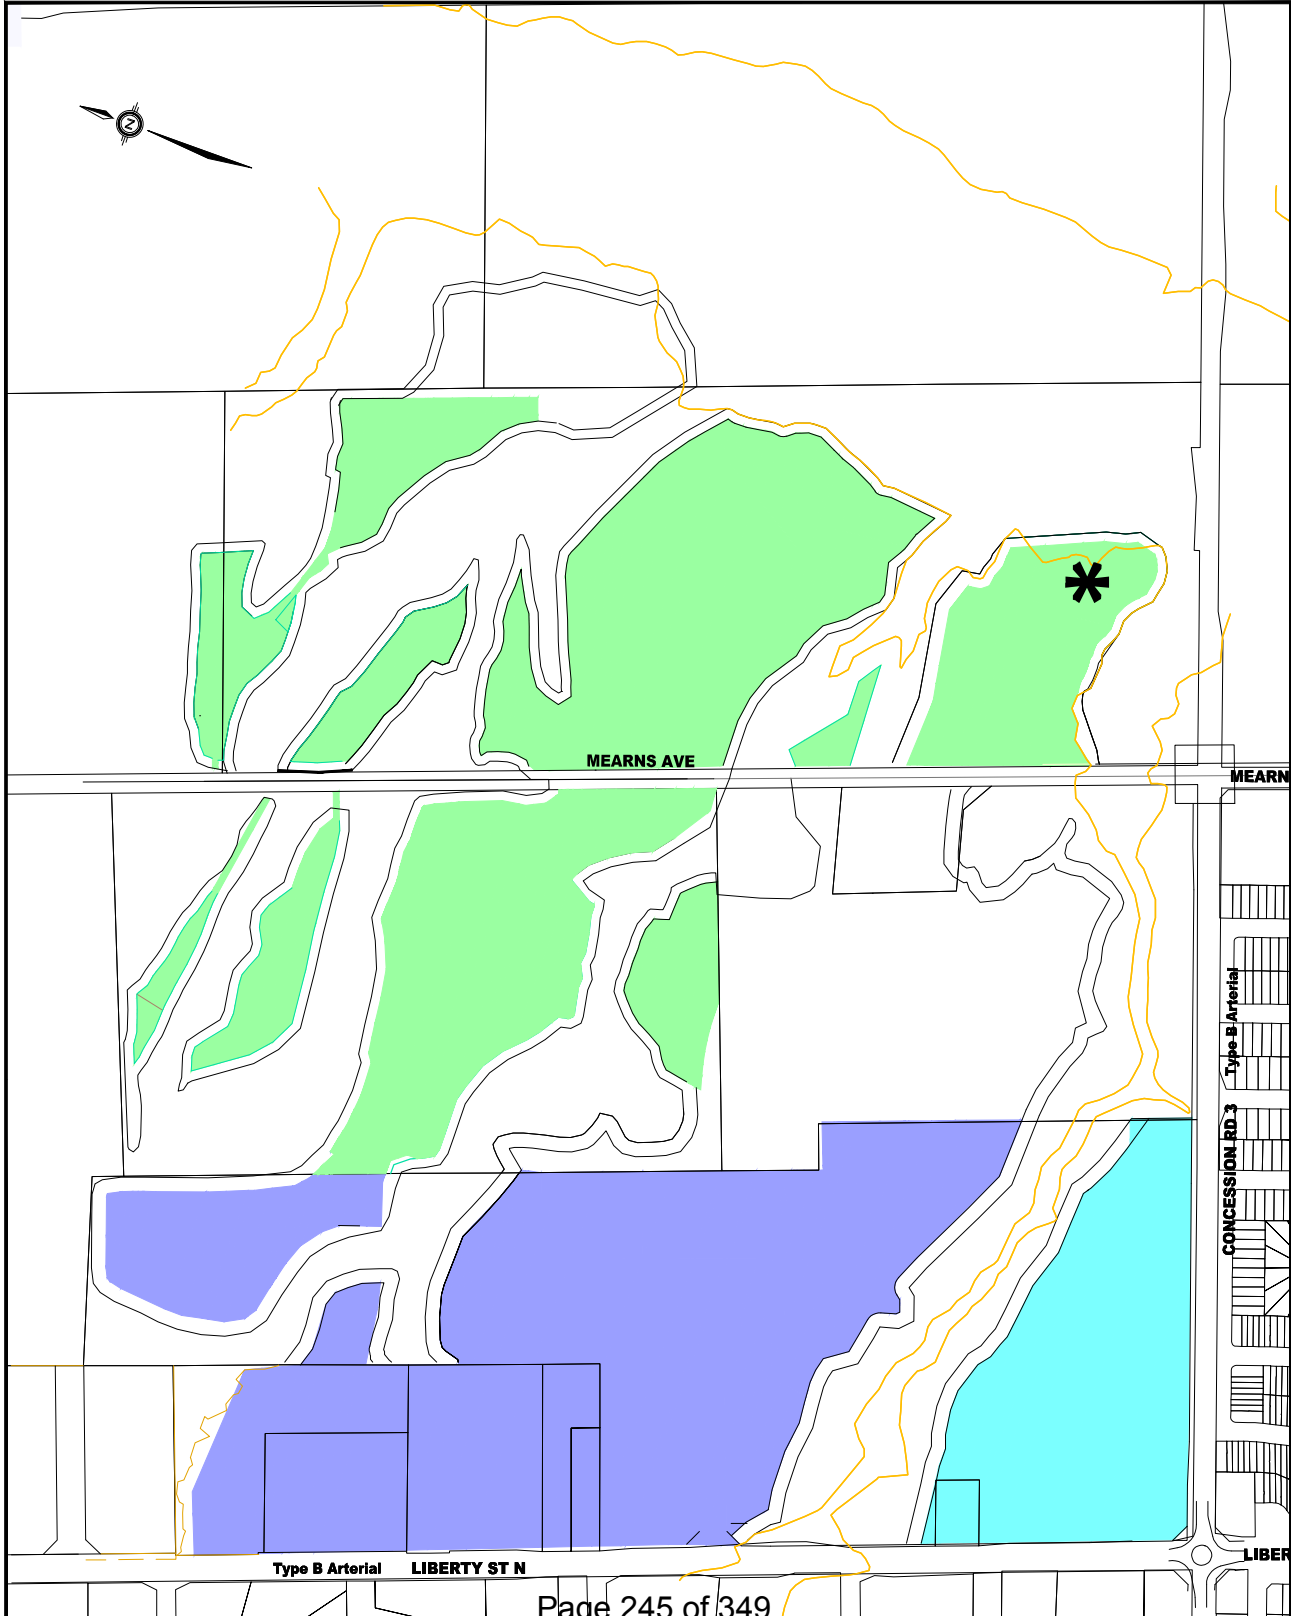 N
MEARNS AVE
MEARN
Type B Arterial
CONCESSION RD 3
Type B Arterial
LIBERTY ST N
LIBER
Page 245 of 349